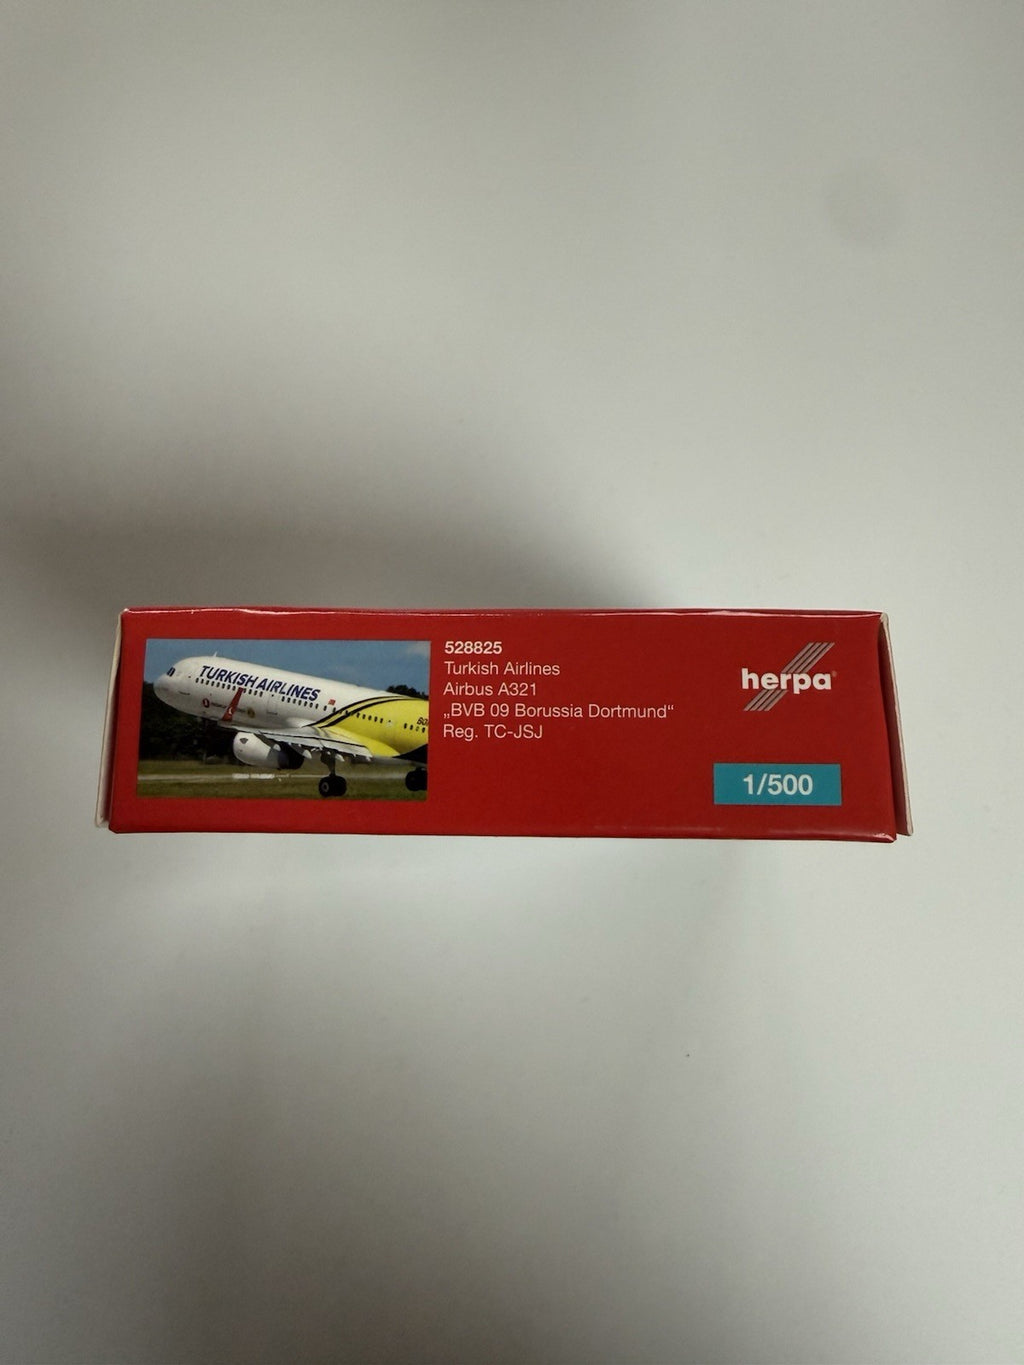 TURKISH AIRLINES
528825
Turkish Airlines
Airbus A321
„BVB 09 Borussia Dortmund“
Reg. TC-JSJ
herpa
1/500